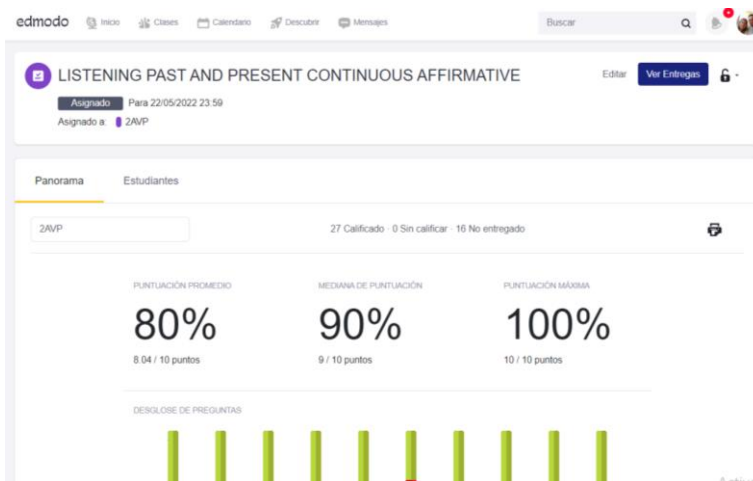 edmodo Inicio Clases Calendario Descubrir Mensajes Buscar
LISTENING PAST AND PRESENT CONTINUOUS AFFIRMATIVE Editar Ver Entregas
Asignado Para 22/05/2022 23:59
Asignado a: 2AVP
Panorama Estudiantes
2AVP 27 Calificado · 0 Sin calificar · 16 No entregado
PUNTUACIÓN PROMEDIO MEDIANA DE PUNTUACIÓN PUNTUACIÓN MÁXIMA
80% 90% 100%
8.04 / 10 puntos 9 / 10 puntos 10 / 10 puntos
DESGLOSE DE PREGUNTAS